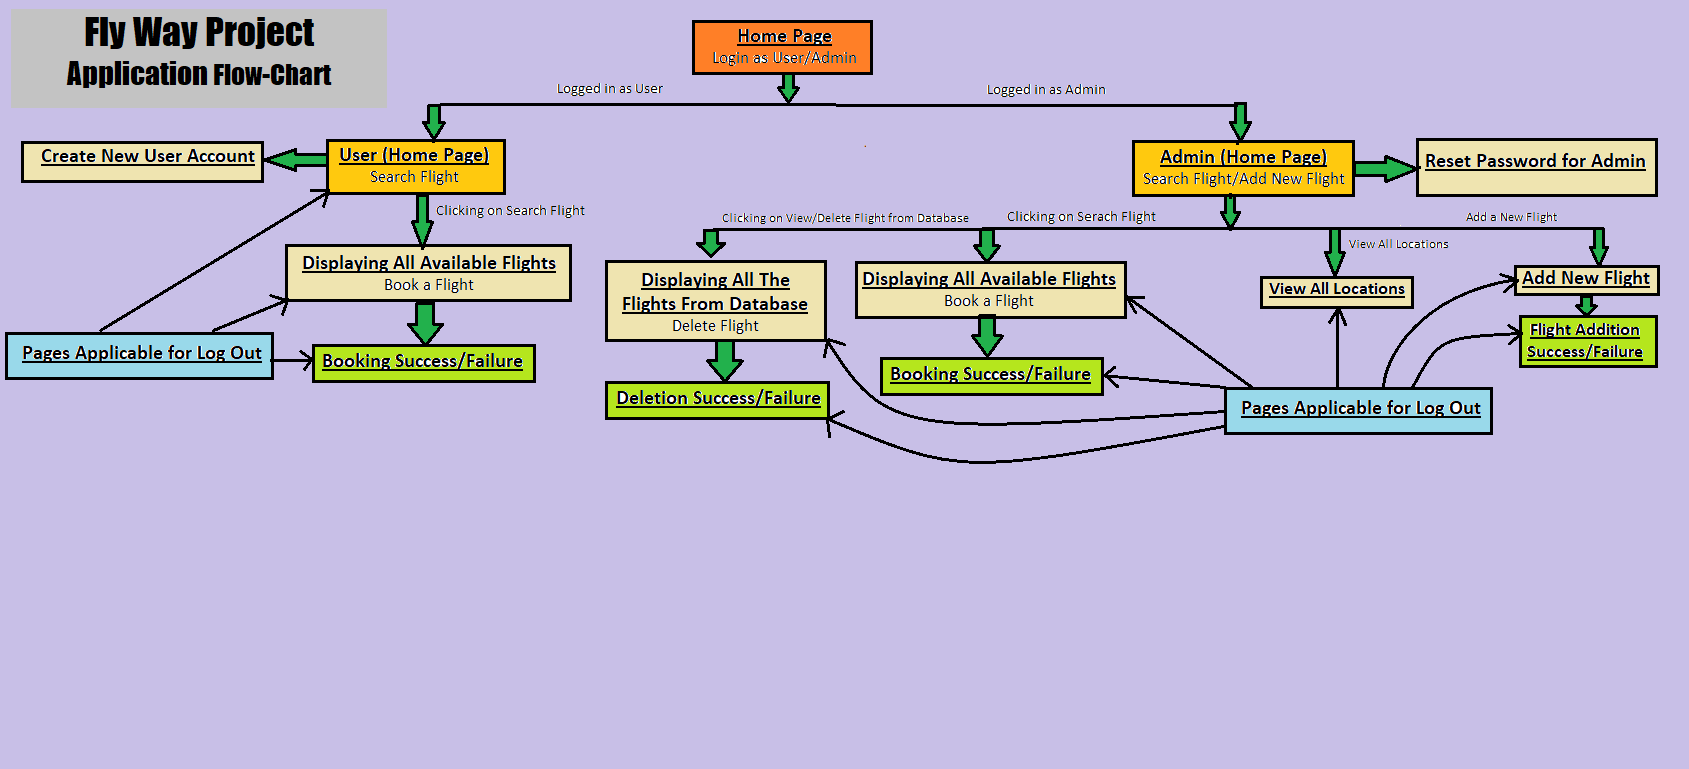 Fly Way Project
Application Flow-Chart
Home Page
Login as User/Admin
Logged in as User
Logged in as Admin
Create New User Account
User (Home Page)
Search Flight
Admin (Home Page)
Search Flight/Add New Flight
Reset Password for Admin
Clicking on Search Flight
Clicking on View/Delete Flight from Database
Clicking on Serach Flight
Add a New Flight
View All Locations
Displaying All Available Flights
Book a Flight
Displaying All The
Flights From Database
Delete Flight
Displaying All Available Flights
Book a Flight
View All Locations
Add New Flight
Flight Addition
Success/Failure
Pages Applicable for Log Out
Booking Success/Failure
Deletion Success/Failure
Booking Success/Failure
Pages Applicable for Log Out